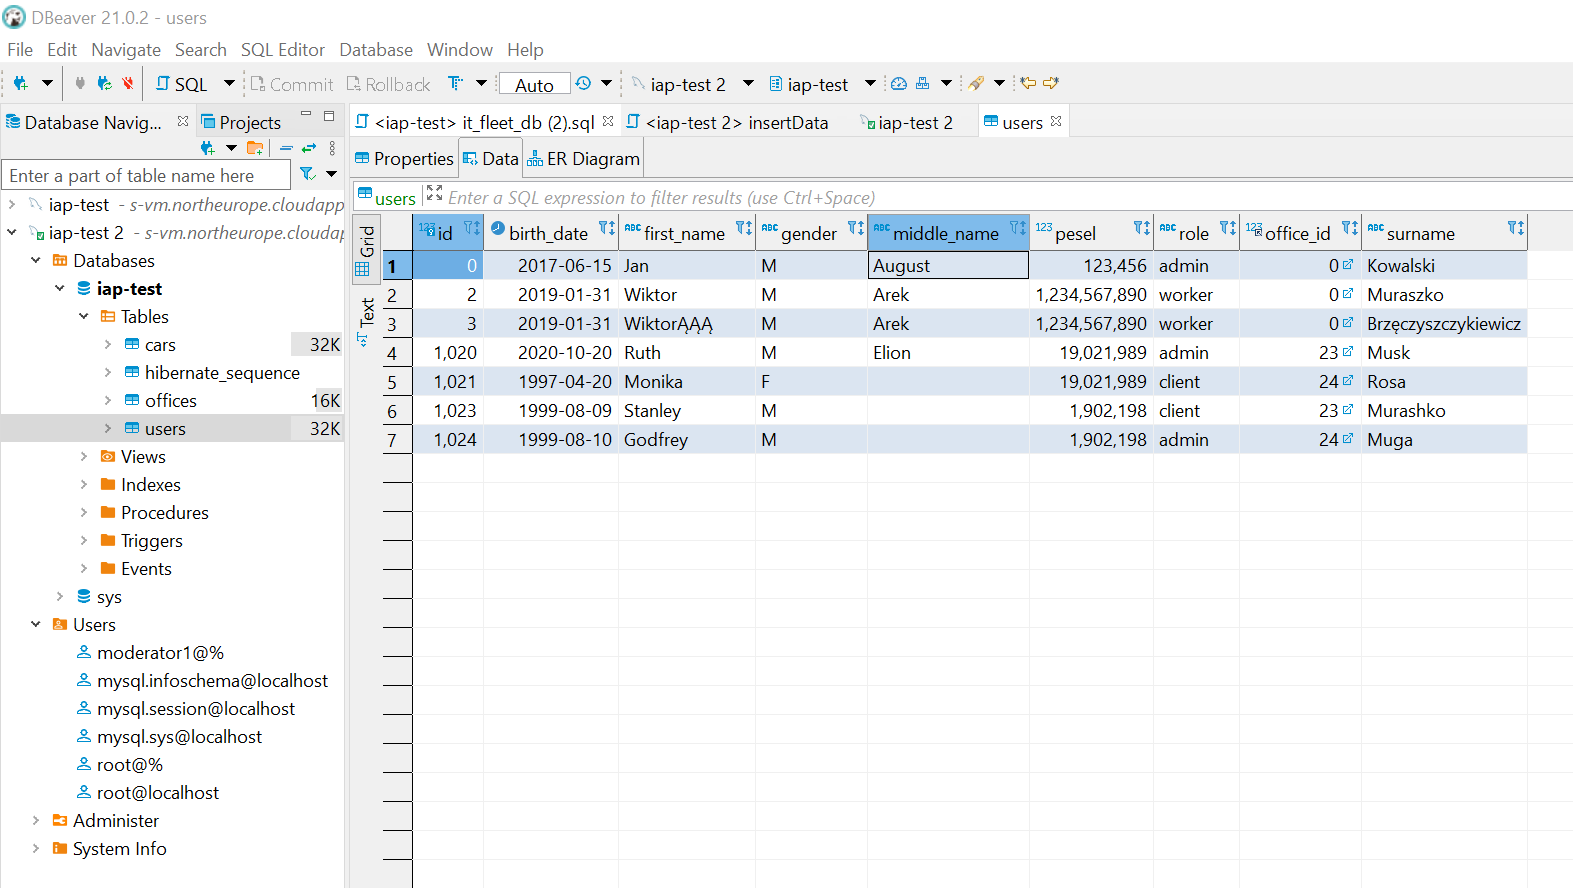 DBeaver 21.0.2 - users
File Edit Navigate Search SQL Editor Database Window Help
SQL Commit Rollback Auto iap-test 2 iap-test
Database Navig... Projects
<iap-test> it_fleet_db (2).sql <iap-test 2> insertData iap-test 2 users
Properties Data ER Diagram
Enter a part of table name here
users Enter a SQL expression to filter results (use Ctrl+Space)
iap-test - s-vm.northeurope.cloudapp
iap-test 2 - s-vm.northeurope.cloudap
Databases
iap-test
Tables
cars 32K
hibernate_sequence
offices 16K
users 32K
Views
Indexes
Procedures
Triggers
Events
sys
Users
moderator1@%
mysql.infoschema@localhost
mysql.session@localhost
mysql.sys@localhost
root@%
root@localhost
Administer
System Info
Grid
Text
123 id birth_date ABC first_name ABC gender ABC middle_name 123 pesel ABC role 123 office_id ABC surname
1 0 2017-06-15 Jan M August 123,456 admin 0 Kowalski
2 2 2019-01-31 Wiktor M Arek 1,234,567,890 worker 0 Muraszko
3 3 2019-01-31 WiktorĄĄĄ M Arek 1,234,567,890 worker 0 Brzęczyszczykiewicz
4 1,020 2020-10-20 Ruth M Elion 19,021,989 admin 23 Musk
5 1,021 1997-04-20 Monika F 19,021,989 client 24 Rosa
6 1,023 1999-08-09 Stanley M 1,902,198 client 23 Murashko
7 1,024 1999-08-10 Godfrey M 1,902,198 admin 24 Muga